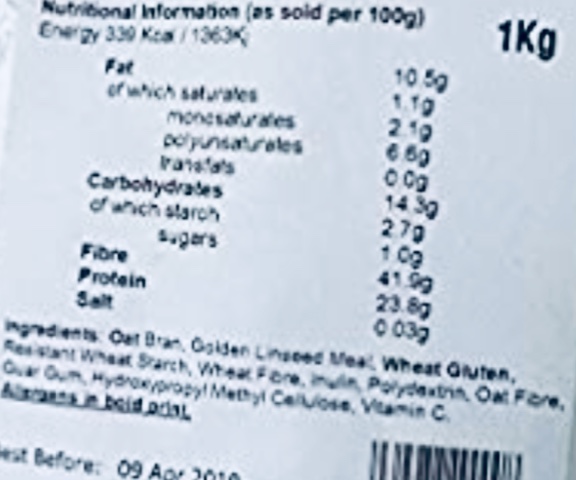 Nutritional Information (as sold per 100g)
1Kg
Energy 339 Kcal / 1363Kj
Fat 10.5g
of which saturates 1.1g
monosaturates 2.1g
polyunsaturates 6.6g
transfats 0.0g
Carbohydrates 14.3g
of which starch 2.7g
sugars 1.0g
Fibre 41.9g
Protein 23.8g
Salt 0.03g
Ingredients: Oat Bran, Golden Linseed Meal, Wheat Gluten,
Resistant Wheat Starch, Wheat Fibre, Inulin, Polydextrin, Oat Fibre,
Guar Gum, Hydroxypropyl Methyl Cellulose, Vitamin C.
Allergens in bold print.
est Before: 09 Apr 2019